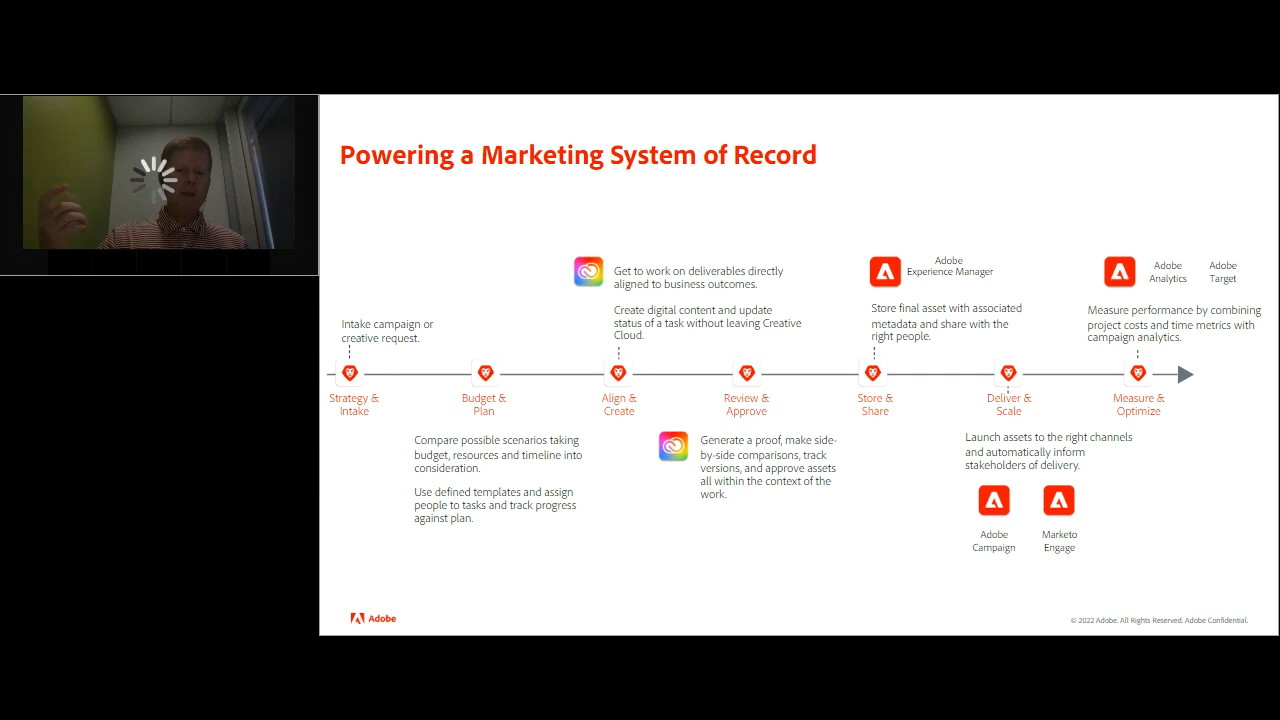 Powering a Marketing System of Record
Intake campaign or
creative request.
Get to work on deliverables directly
aligned to business outcomes.
Create digital content and update
status of a task without leaving Creative
Cloud.
Adobe
Experience Manager
Store final asset with associated
metadata and share with the
right people.
Adobe
Analytics
Adobe
Target
Measure performance by combining
project costs and time metrics with
campaign analytics.
Strategy &
Intake
Budget &
Plan
Align &
Create
Review &
Approve
Store &
Share
Deliver &
Scale
Measure &
Optimize
Compare possible scenarios taking
budget, resources and timeline into
consideration.
Use defined templates and assign
people to tasks and track progress
against plan.
Generate a proof, make side-
by-side comparisons, track
versions, and approve assets
all within the context of the
work.
Launch assets to the right channels
and automatically inform
stakeholders of delivery.
Adobe
Campaign
Marketo
Engage
Adobe
© 2022 Adobe. All Rights Reserved. Adobe Confidential.